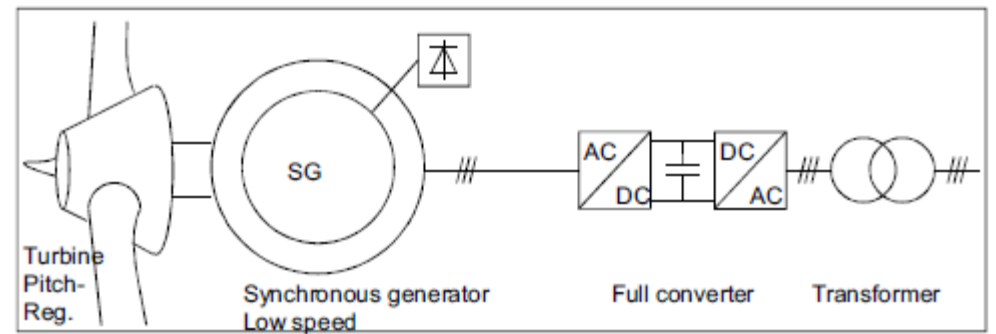 SG
AC
DC
DC
AC
Turbine
Pitch-
Reg.
Synchronous generator
Low speed
Full converter
Transformer